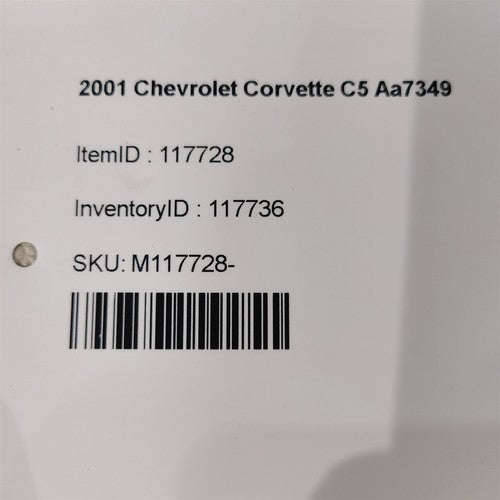 2001 Chevrolet Corvette C5 Aa7349
ItemID : 117728
InventoryID : 117736
SKU: M117728-